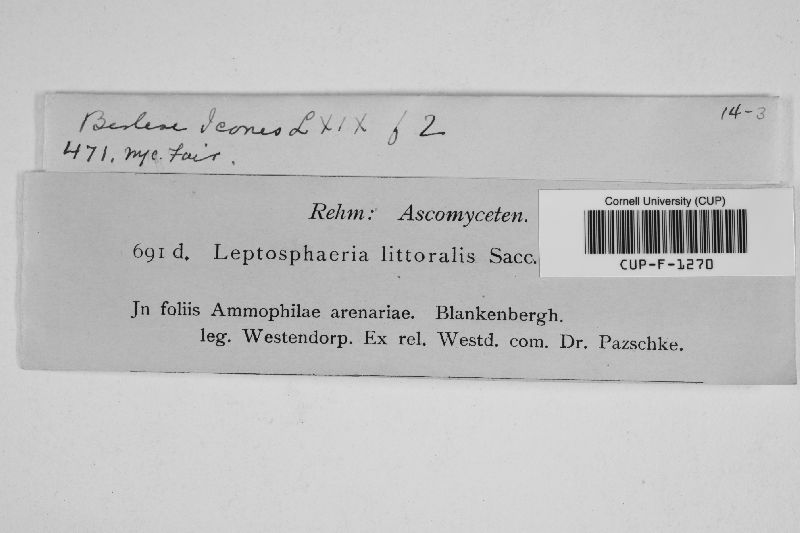 14-3
Berlese Icones LXIX f 2
471. myc. Fair.
Rehm: Ascomyceten.
691 d. Leptosphaeria littoralis Sacc.
Jn foliis Ammophilae arenariae. Blankenbergh.
leg. Westendorp. Ex rel. Westd. com. Dr. Pazschke.
Cornell University (CUP)
CUP-F-1270